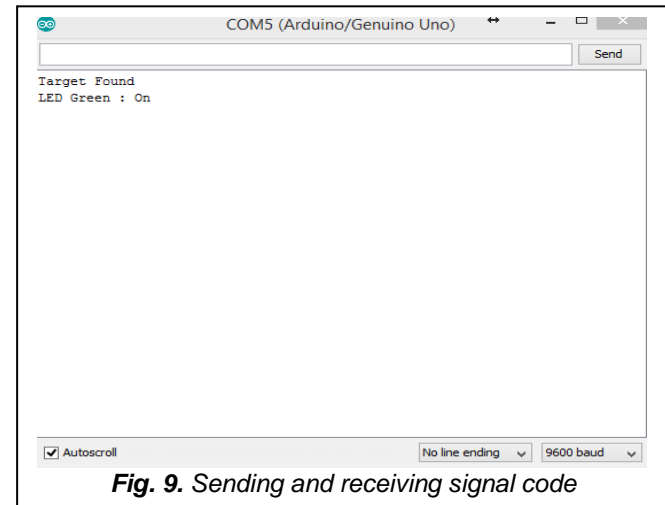 COM5 (Arduino/Genuino Uno)
Send
Target Found
LED Green : On
Autoscroll No line ending 9600 baud
Fig. 9. Sending and receiving signal code